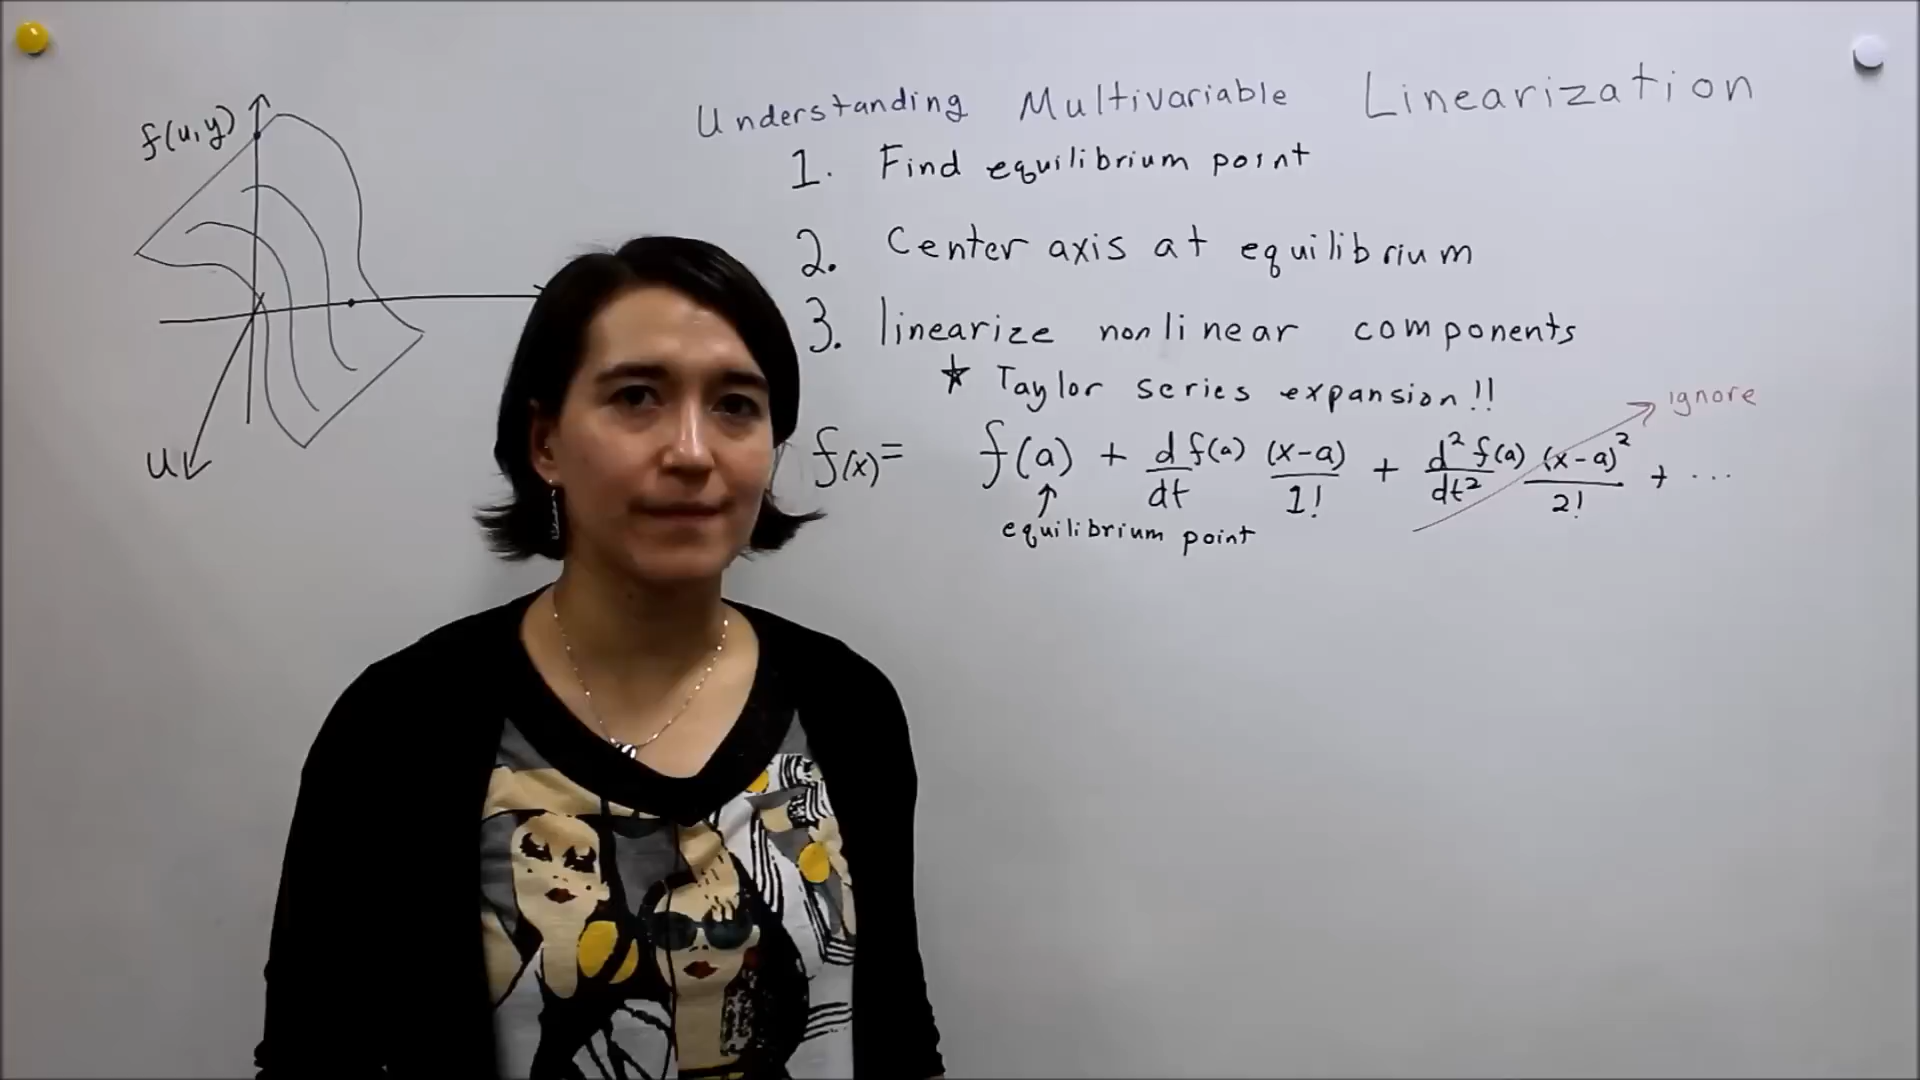 f(u,y)
u
Understanding Multivariable Linearization
1. Find equilibrium point
2. Center axis at equilibrium
3. linearize nonlinear components
★ Taylor series expansion!!
ignore
f(x) = f(a) + d/dt f(a) (x-a)/1! + d²/dt² f(a) (x-a)²/2! + ...
↑
equilibrium point